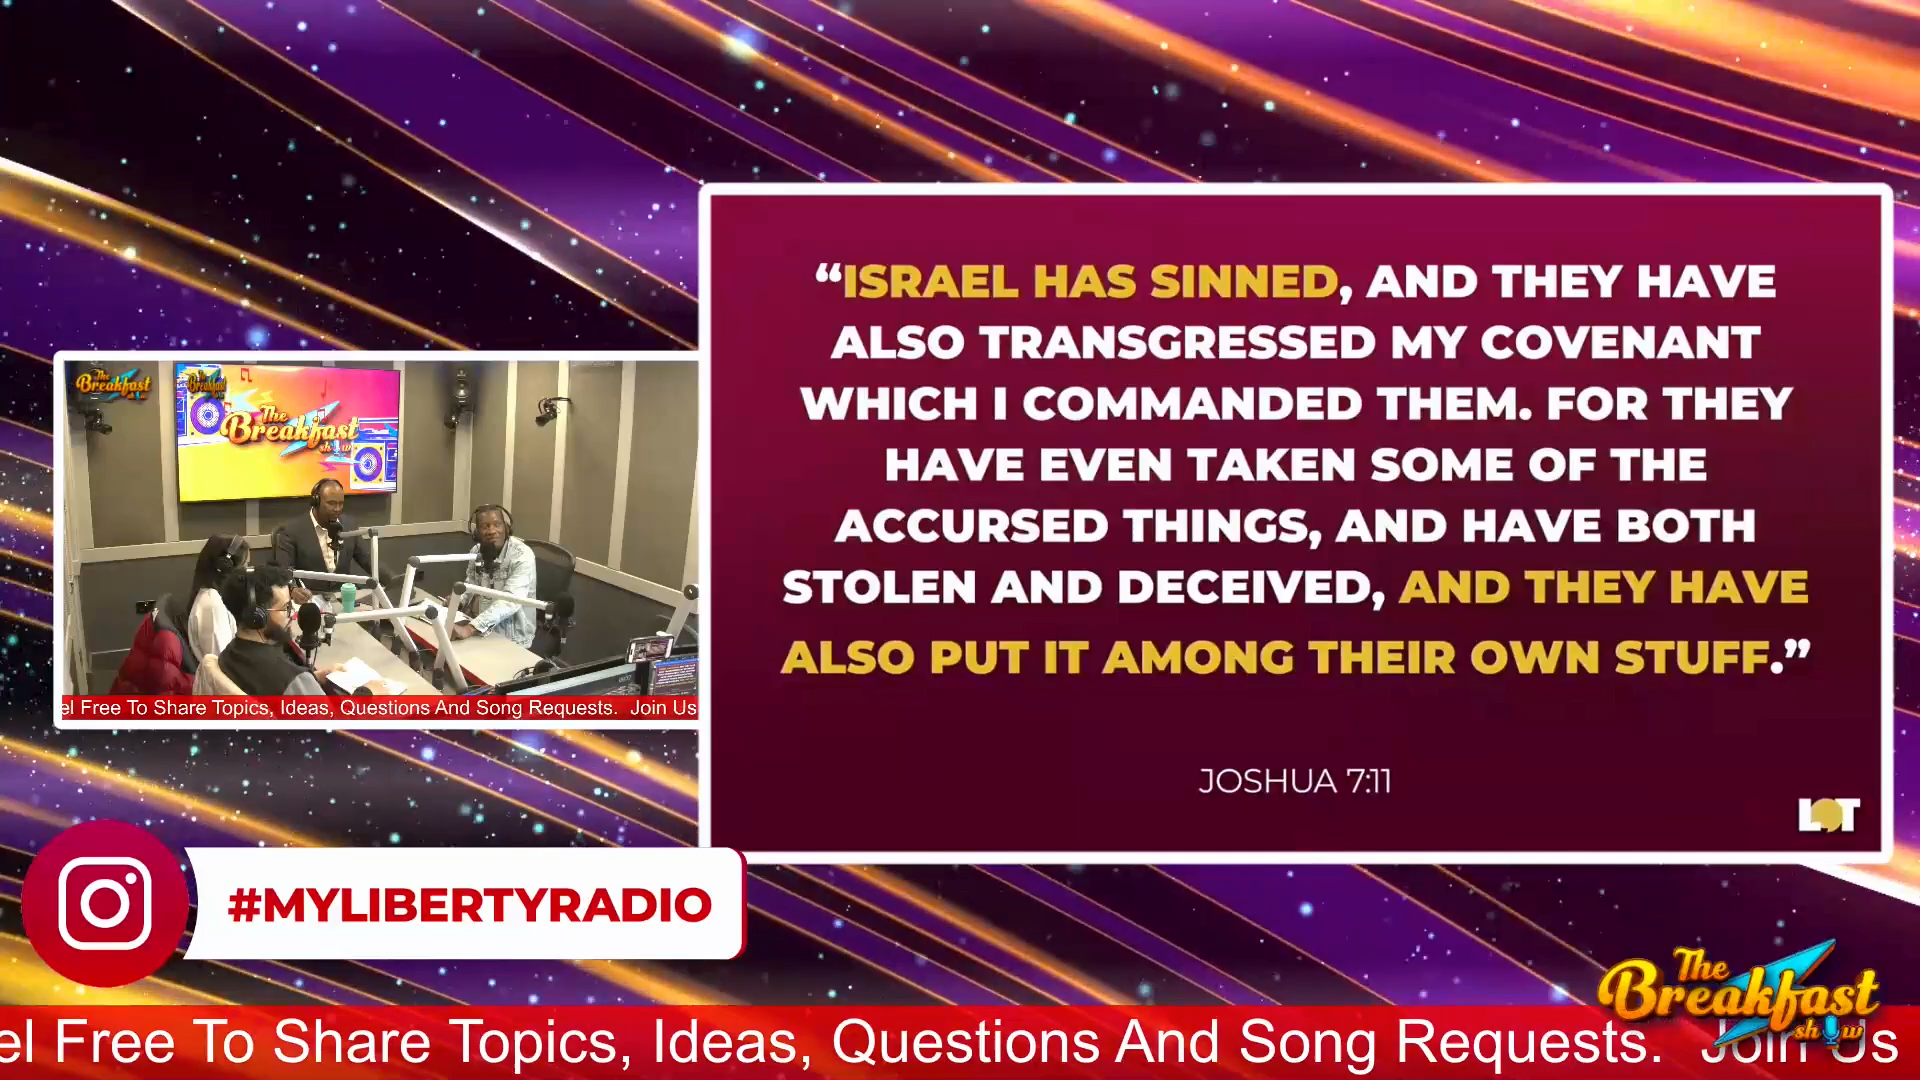 “ISRAEL HAS SINNED, AND THEY HAVE
ALSO TRANSGRESSED MY COVENANT
WHICH I COMMANDED THEM. FOR THEY
HAVE EVEN TAKEN SOME OF THE
ACCURSED THINGS, AND HAVE BOTH
STOLEN AND DECEIVED, AND THEY HAVE
ALSO PUT IT AMONG THEIR OWN STUFF.”
JOSHUA 7:11
LOT
The
Breakfast
The
Breakfast
The
Breakfast
show
el Free To Share Topics, Ideas, Questions And Song Requests. Join Us
#MYLIBERTYRADIO
The
Breakfast
show
el Free To Share Topics, Ideas, Questions And Song Requests. Join Us